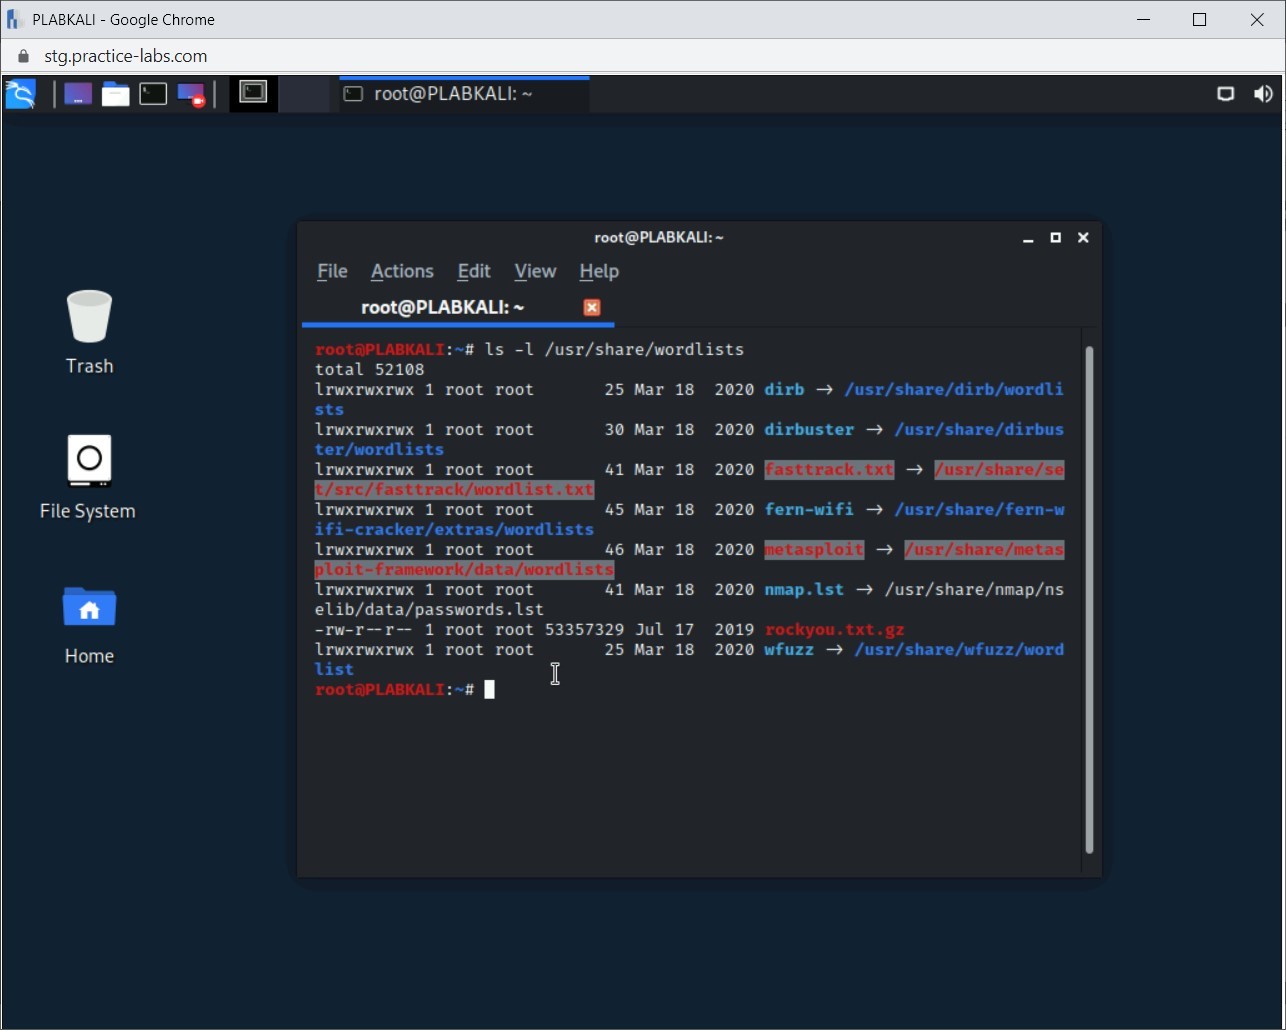 PLABKALI - Google Chrome
stg.practice-labs.com
root@PLABKALI: ~
root@PLABKALI: ~
File Actions Edit View Help
root@PLABKALI: ~
Trash
File System
Home
root@PLABKALI:~# ls -l /usr/share/wordlists
total 52108
lrwxrwxrwx 1 root root       25 Mar 18  2020 dirb → /usr/share/dirb/wordli
sts
lrwxrwxrwx 1 root root       30 Mar 18  2020 dirbuster → /usr/share/dirbus
ter/wordlists
lrwxrwxrwx 1 root root       41 Mar 18  2020 fasttrack.txt → /usr/share/se
t/src/fasttrack/wordlist.txt
lrwxrwxrwx 1 root root       45 Mar 18  2020 fern-wifi → /usr/share/fern-w
ifi-cracker/extras/wordlists
lrwxrwxrwx 1 root root       46 Mar 18  2020 metasploit → /usr/share/metas
ploit-framework/data/wordlists
lrwxrwxrwx 1 root root       41 Mar 18  2020 nmap.lst → /usr/share/nmap/ns
elib/data/passwords.lst
-rw-r--r-- 1 root root 53357329 Jul 17  2019 rockyou.txt.gz
lrwxrwxrwx 1 root root       25 Mar 18  2020 wfuzz → /usr/share/wfuzz/word
list
root@PLABKALI:~#